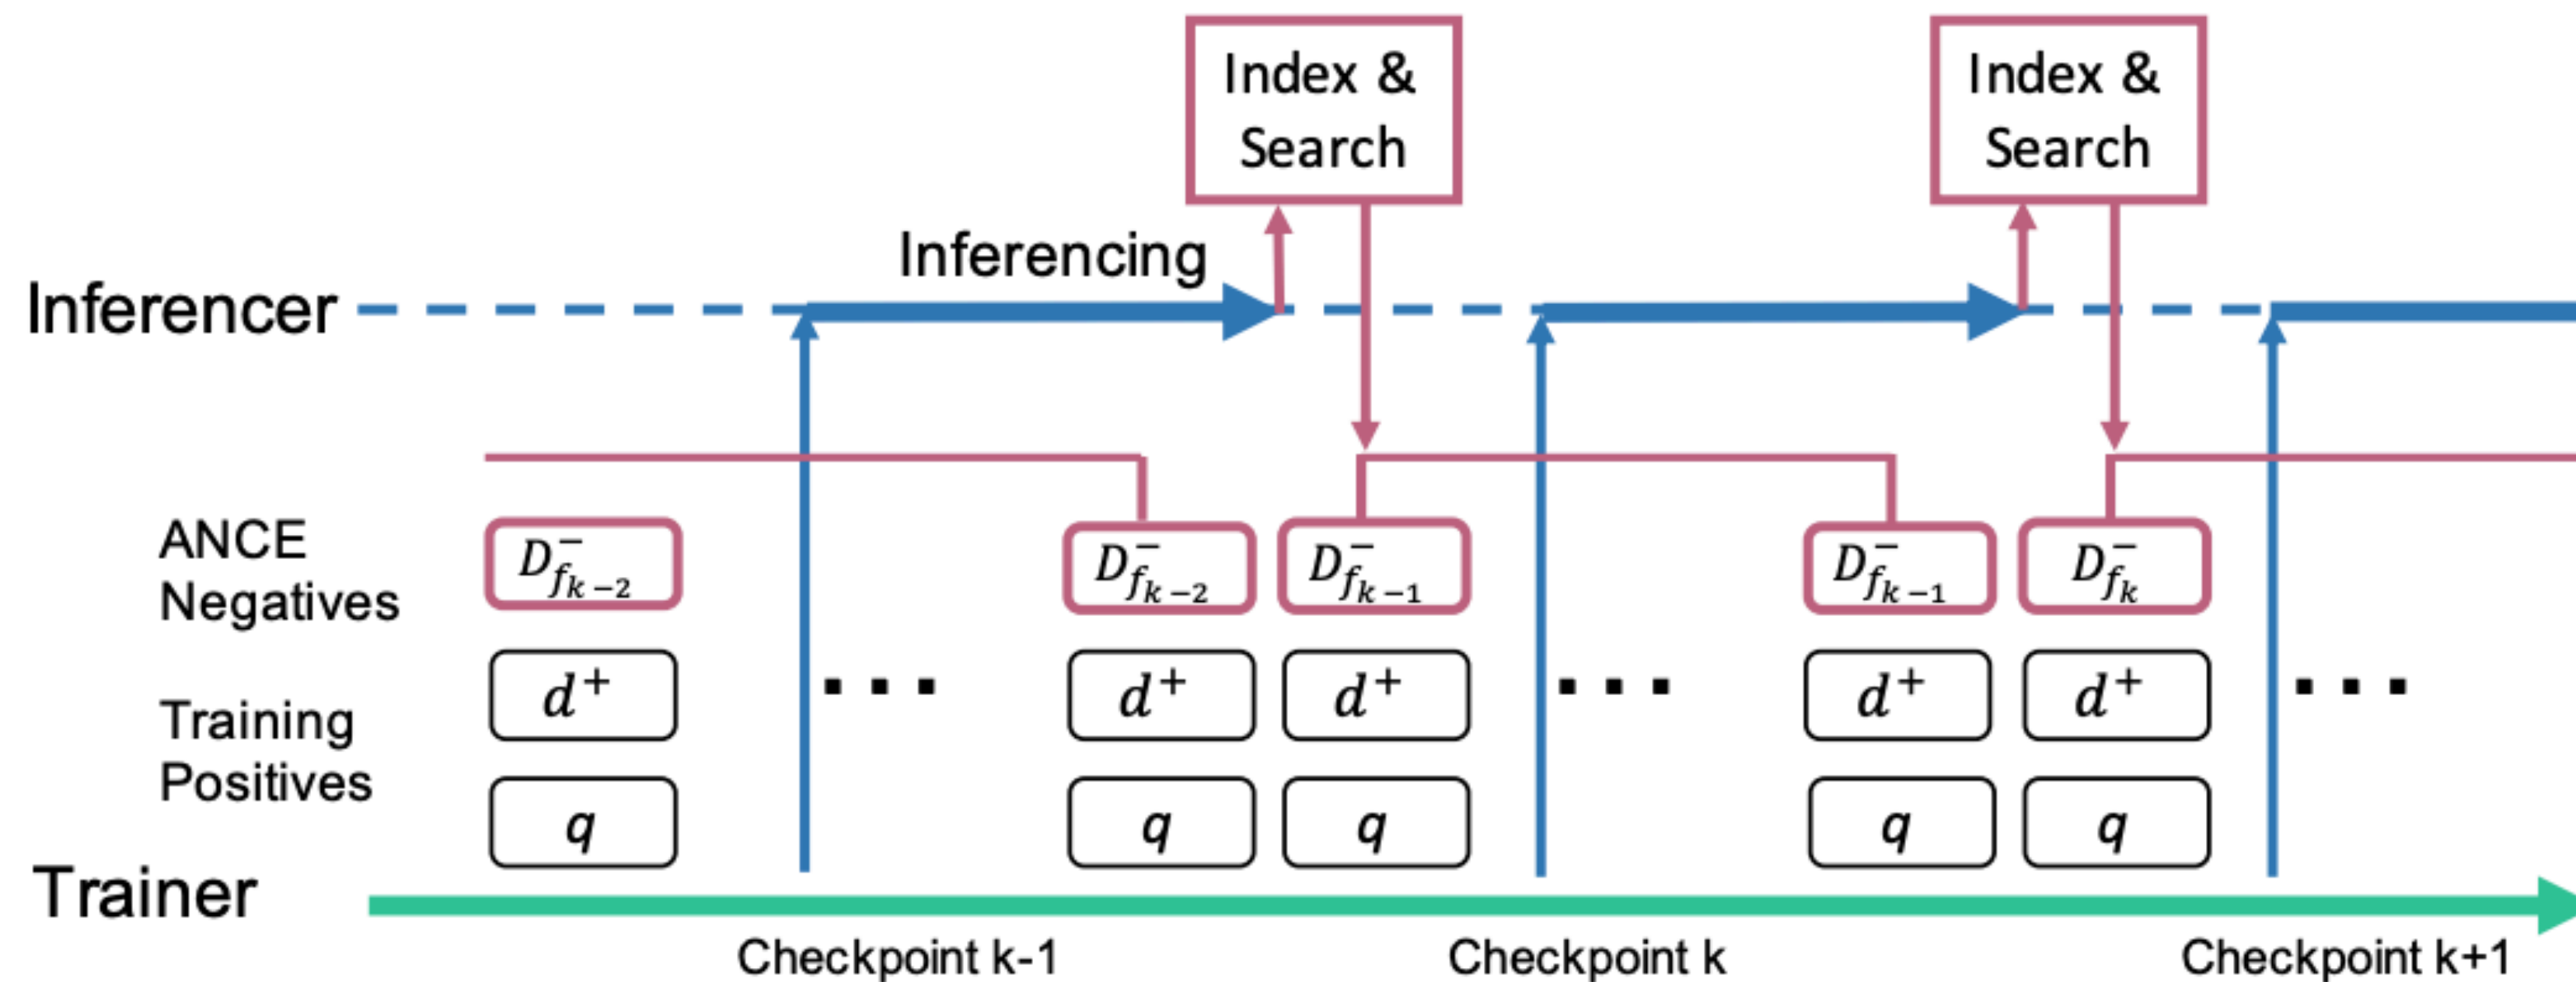 Index &
Search
Index &
Search
Inferencing
Inferencer
ANCE
Negatives
D⁻fₖ₋₂ D⁻fₖ₋₂ D⁻fₖ₋₁ D⁻fₖ₋₁ D⁻fₖ
Training
Positives
d⁺ ... d⁺ d⁺ ... d⁺ d⁺ ...
q q q q q
Trainer
Checkpoint k-1 Checkpoint k Checkpoint k+1